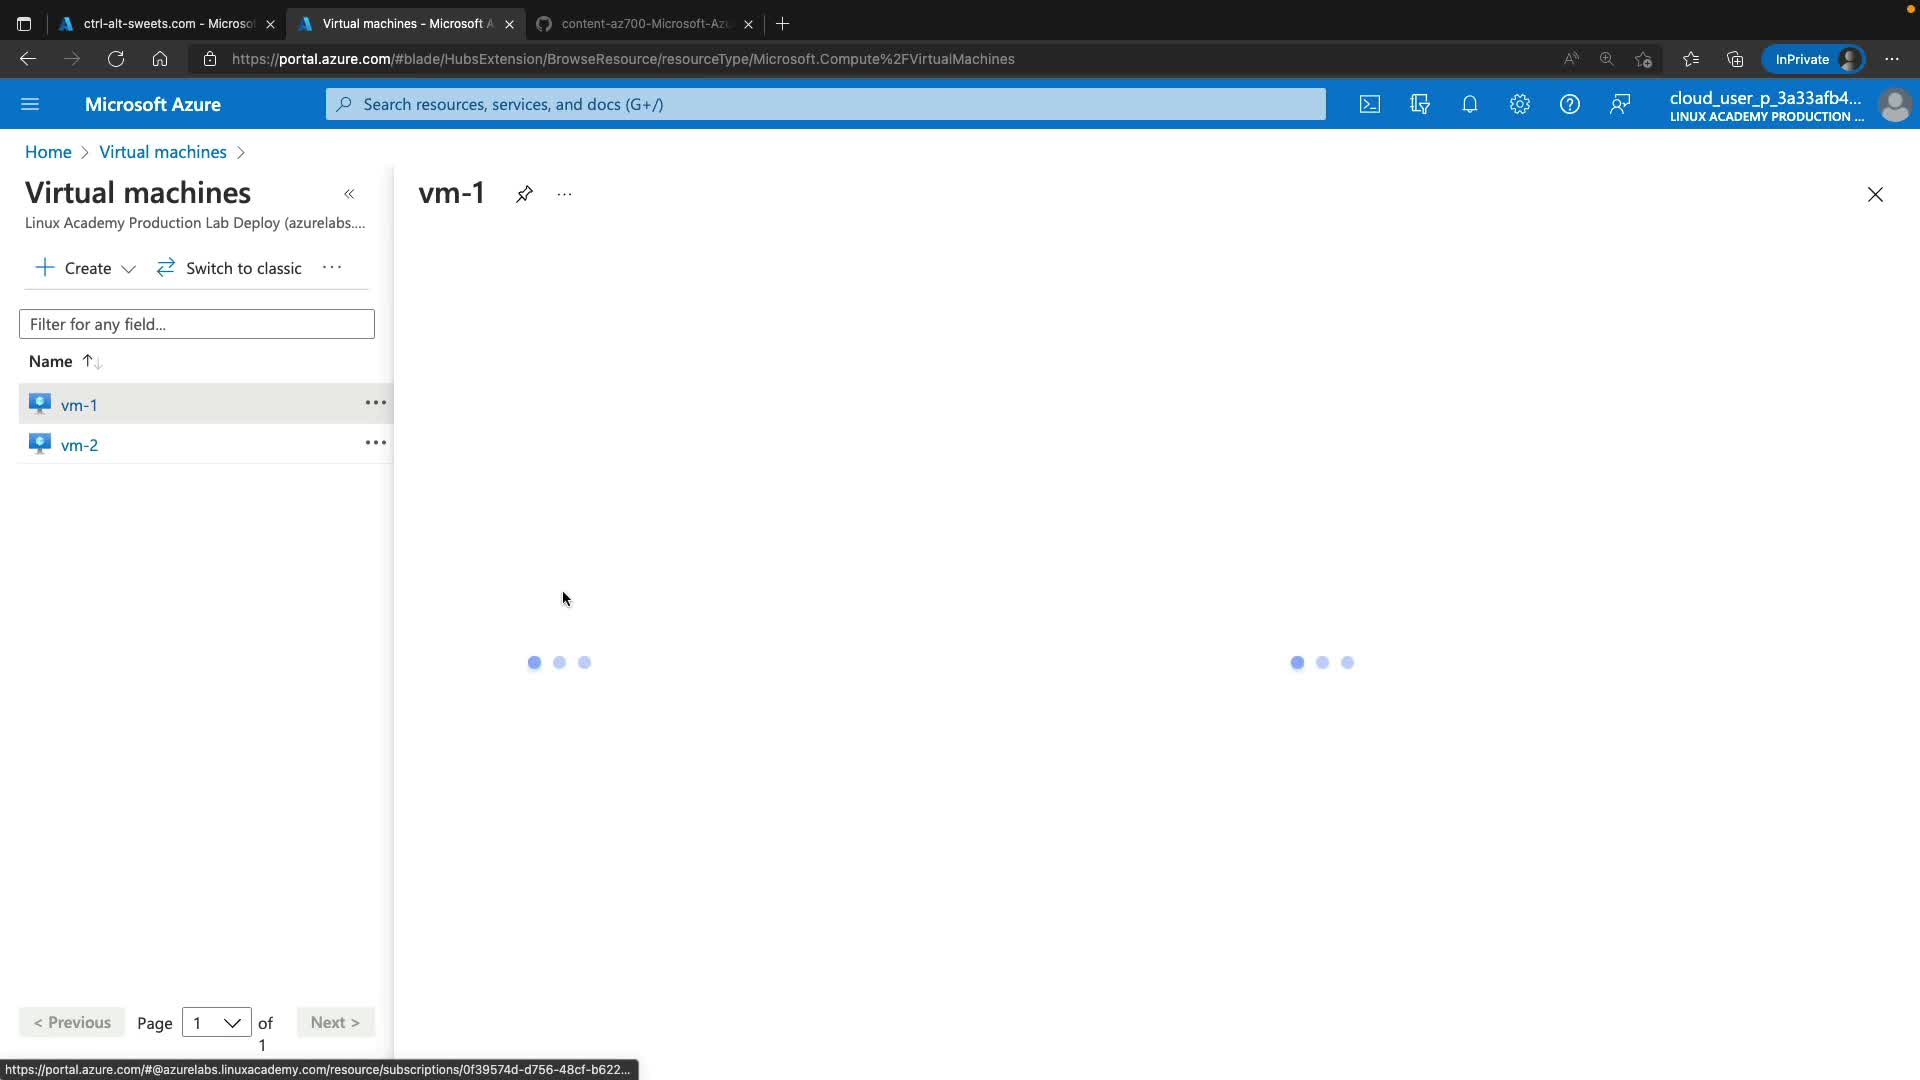 ctrl-alt-sweets.com - Microso
Virtual machines - Microsoft A
content-az700-Microsoft-Azu
https://portal.azure.com/#blade/HubsExtension/BrowseResource/resourceType/Microsoft.Compute%2FVirtualMachines
InPrivate
Microsoft Azure
Search resources, services, and docs (G+/)
cloud_user_p_3a33afb4...
LINUX ACADEMY PRODUCTION ...
Home > Virtual machines >
Virtual machines
«
Linux Academy Production Lab Deploy (azurelabs....
vm-1
Create
Switch to classic
Filter for any field...
Name
vm-1
vm-2
< Previous
Page
1
of
1
Next >
https://portal.azure.com/#@azurelabs.linuxacademy.com/resource/subscriptions/0f39574d-d756-48cf-b622...